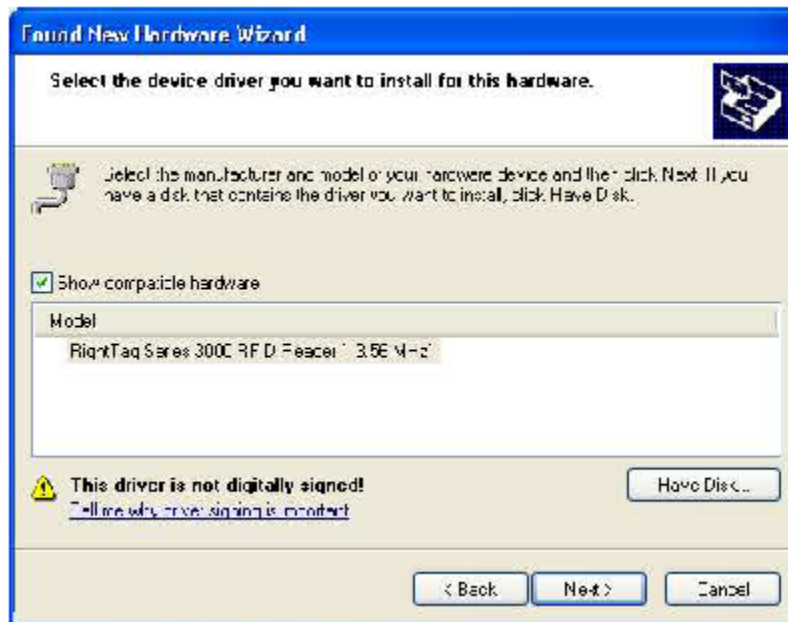 Found New Hardware Wizard
Select the device driver you want to install for this hardware.
Select the manufacturer and model of your hardware device and then click Next. If you
have a disk that contains the driver you want to install, click Have Disk.
Show compatible hardware
Model
RightTag Series 3000 RFID Reader (13.56 MHz)
This driver is not digitally signed!
Tell me why driver signing is important
Have Disk...
< Back
Next >
Cancel